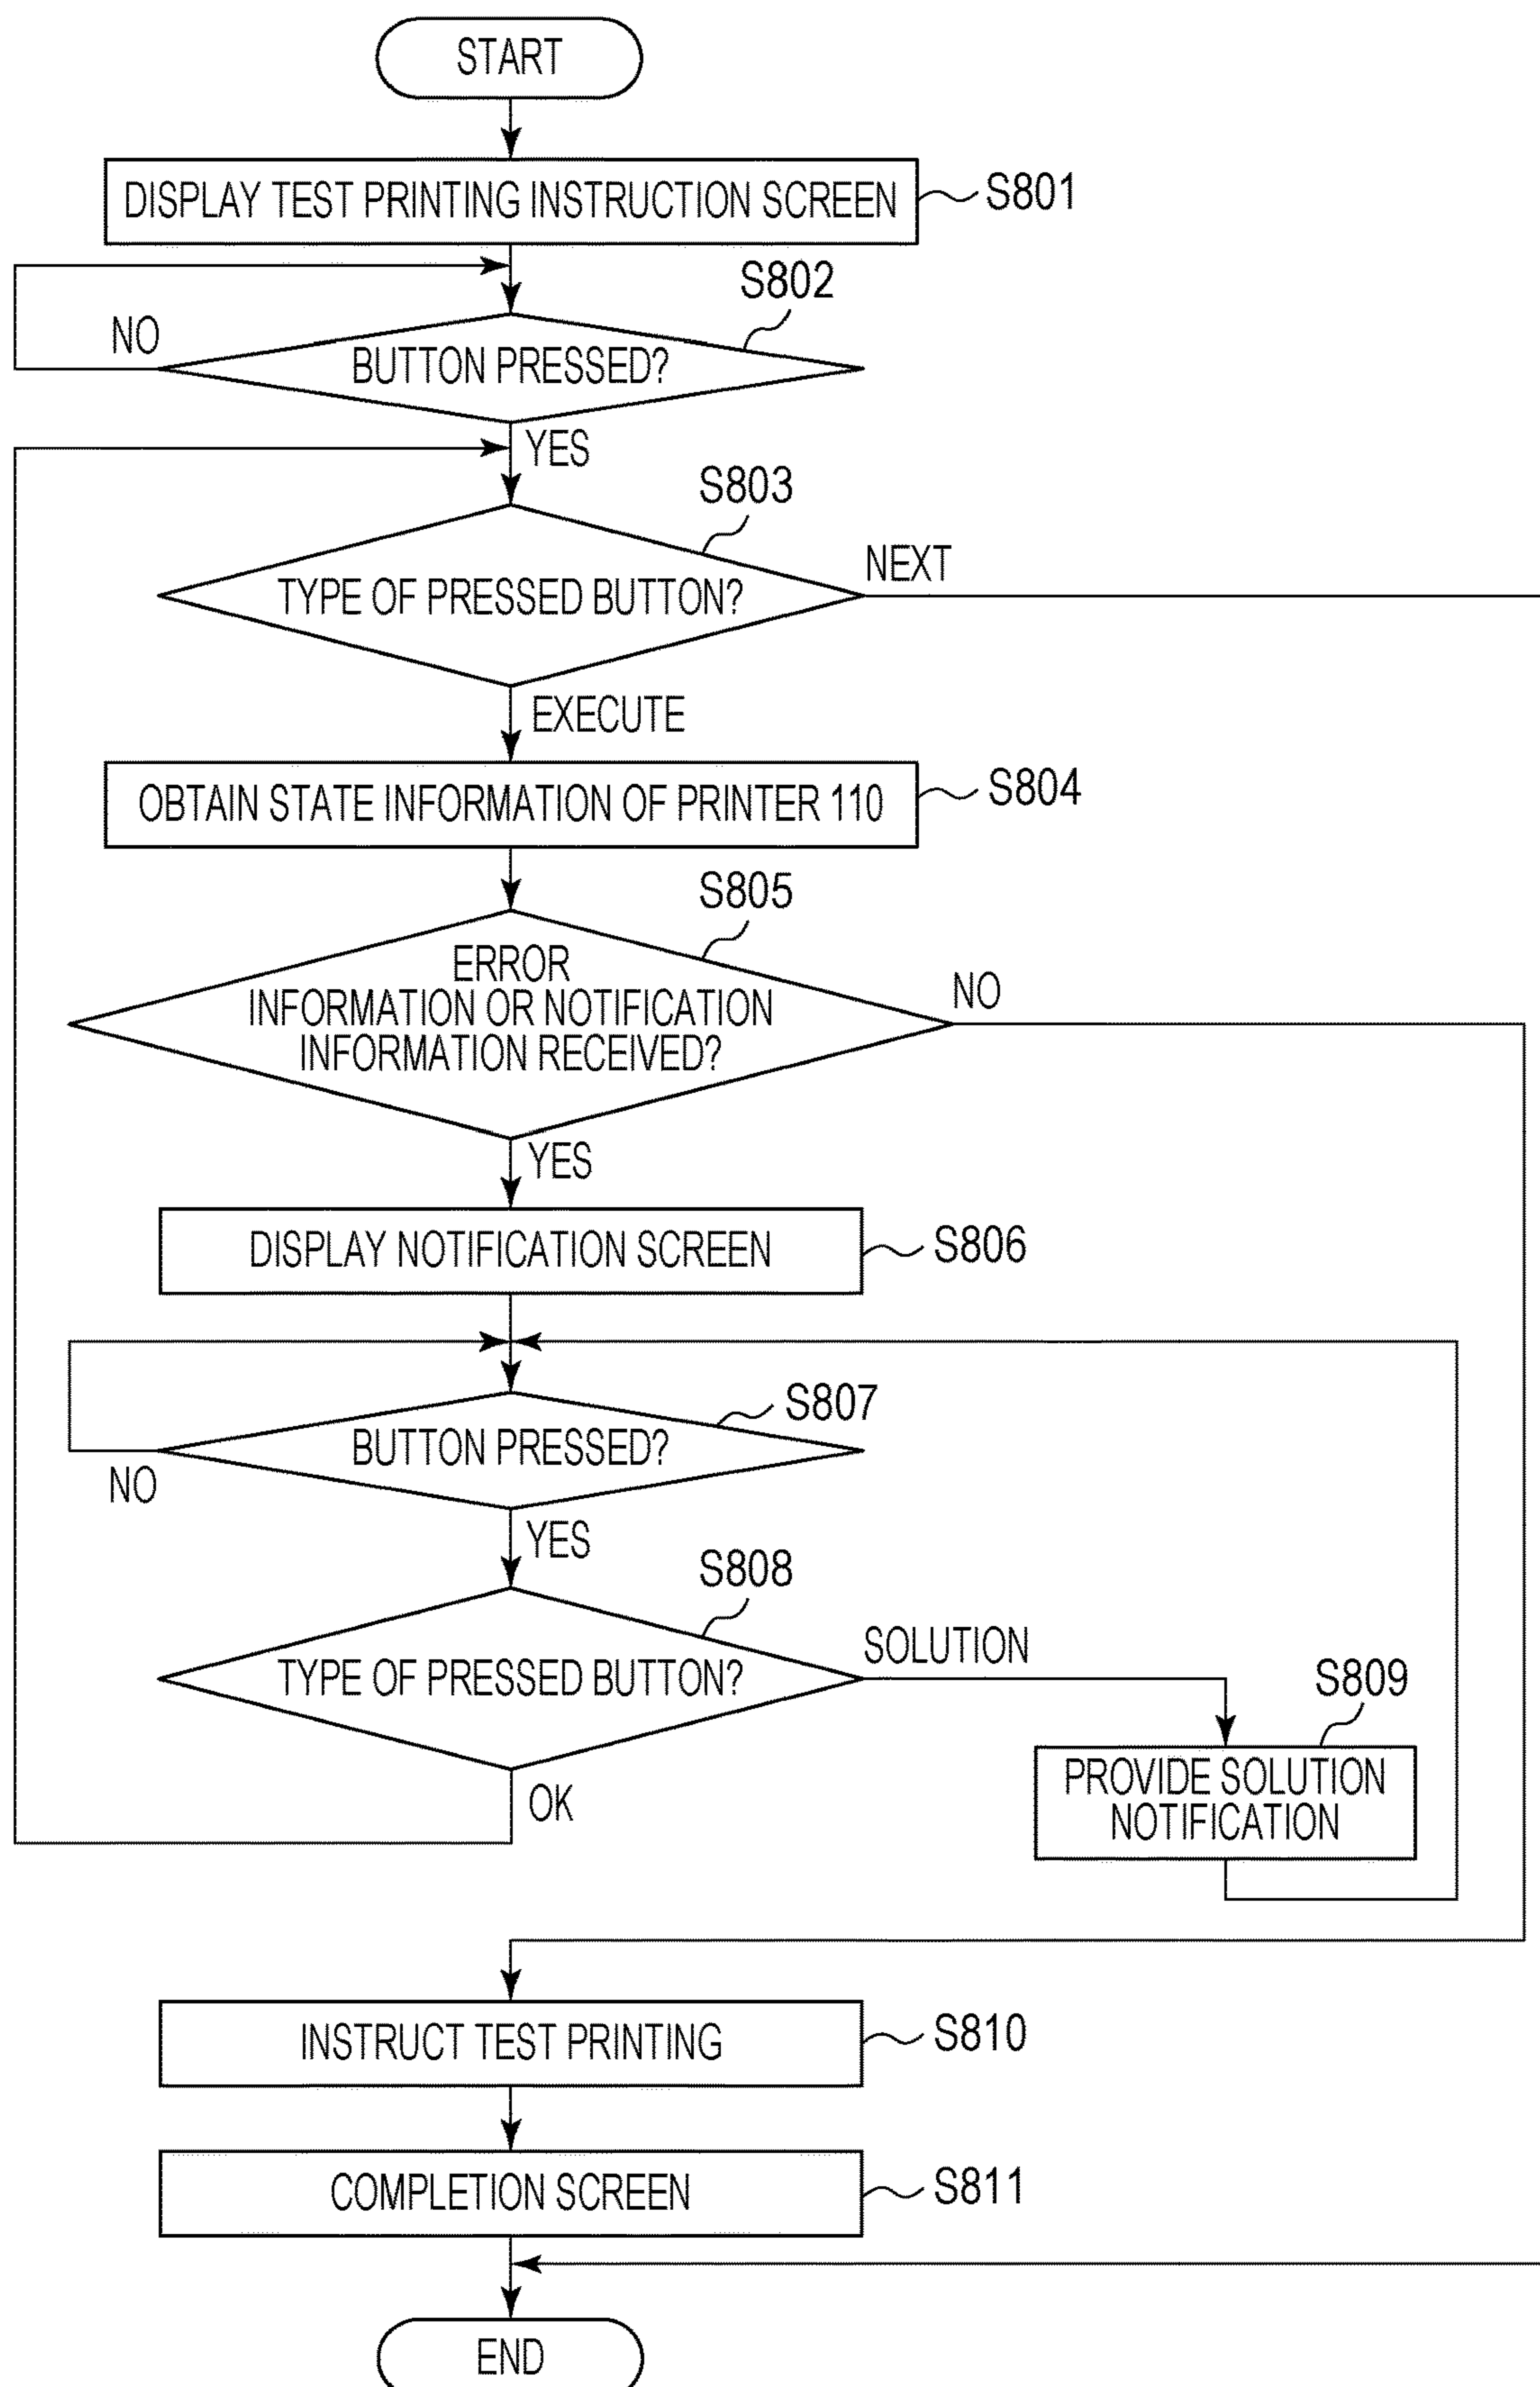 START
DISPLAY TEST PRINTING INSTRUCTION SCREEN
S801
S802
NO
BUTTON PRESSED?
YES
S803
NEXT
TYPE OF PRESSED BUTTON?
EXECUTE
OBTAIN STATE INFORMATION OF PRINTER 110
S804
S805
ERROR
INFORMATION OR NOTIFICATION
INFORMATION RECEIVED?
NO
YES
DISPLAY NOTIFICATION SCREEN
S806
S807
BUTTON PRESSED?
NO
YES
S808
SOLUTION
TYPE OF PRESSED BUTTON?
S809
PROVIDE SOLUTION
NOTIFICATION
OK
INSTRUCT TEST PRINTING
S810
COMPLETION SCREEN
S811
END